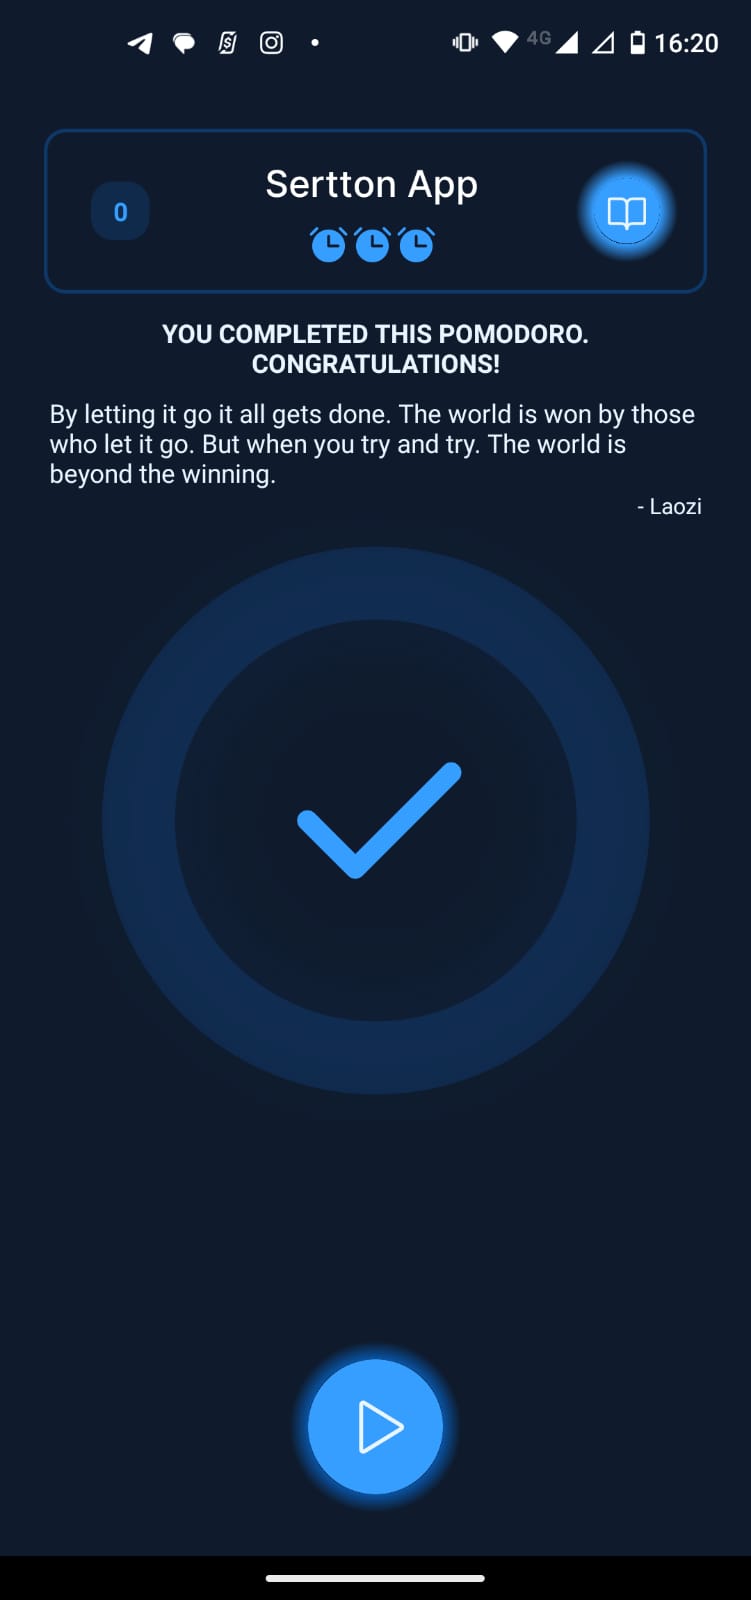 4G 16:20
0
Sertton App
YOU COMPLETED THIS POMODORO.
CONGRATULATIONS!
By letting it go it all gets done. The world is won by those
who let it go. But when you try and try. The world is
beyond the winning.
- Laozi